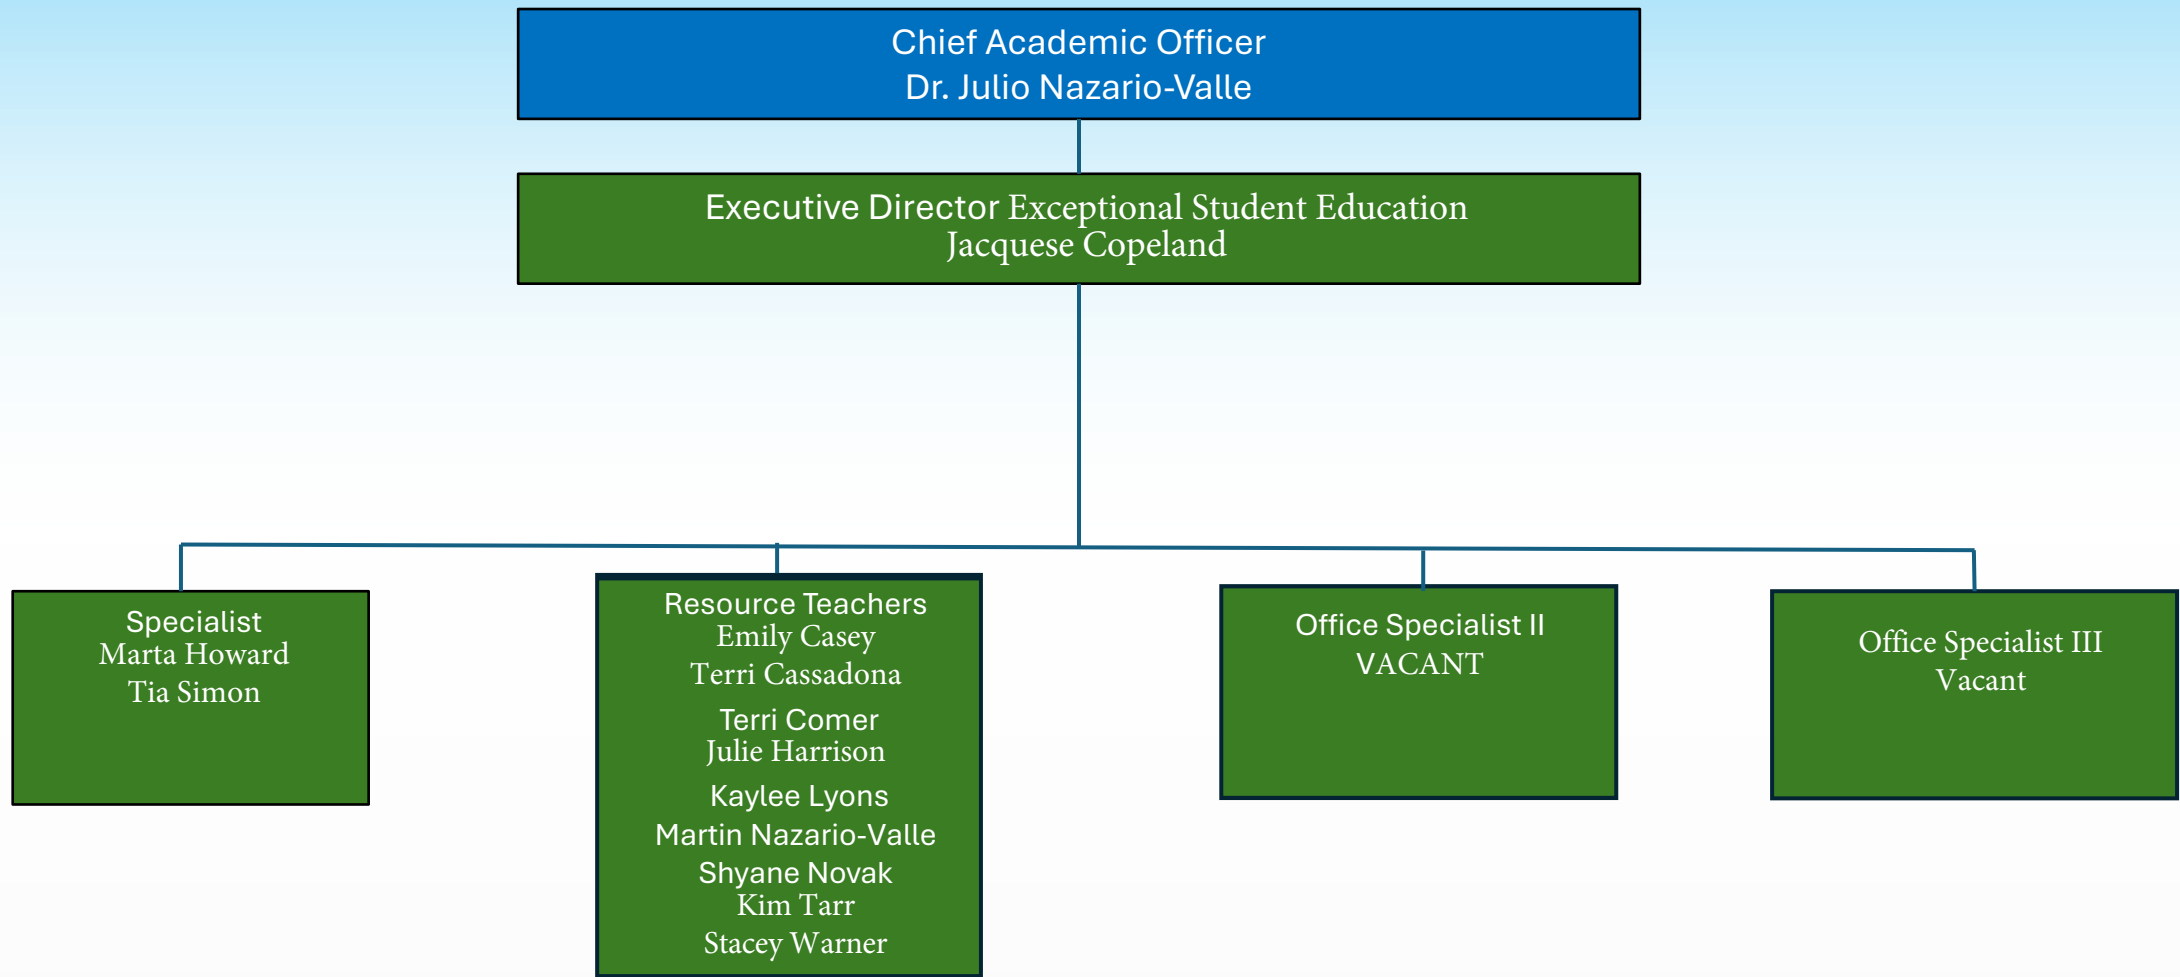 Chief Academic Officer
Dr. Julio Nazario-Valle
Executive Director Exceptional Student Education
Jacquese Copeland
Specialist
Marta Howard
Tia Simon
Resource Teachers
Emily Casey
Terri Cassadona
Terri Comer
Julie Harrison
Kaylee Lyons
Martin Nazario-Valle
Shyane Novak
Kim Tarr
Stacey Warner
Office Specialist II
VACANT
Office Specialist III
Vacant